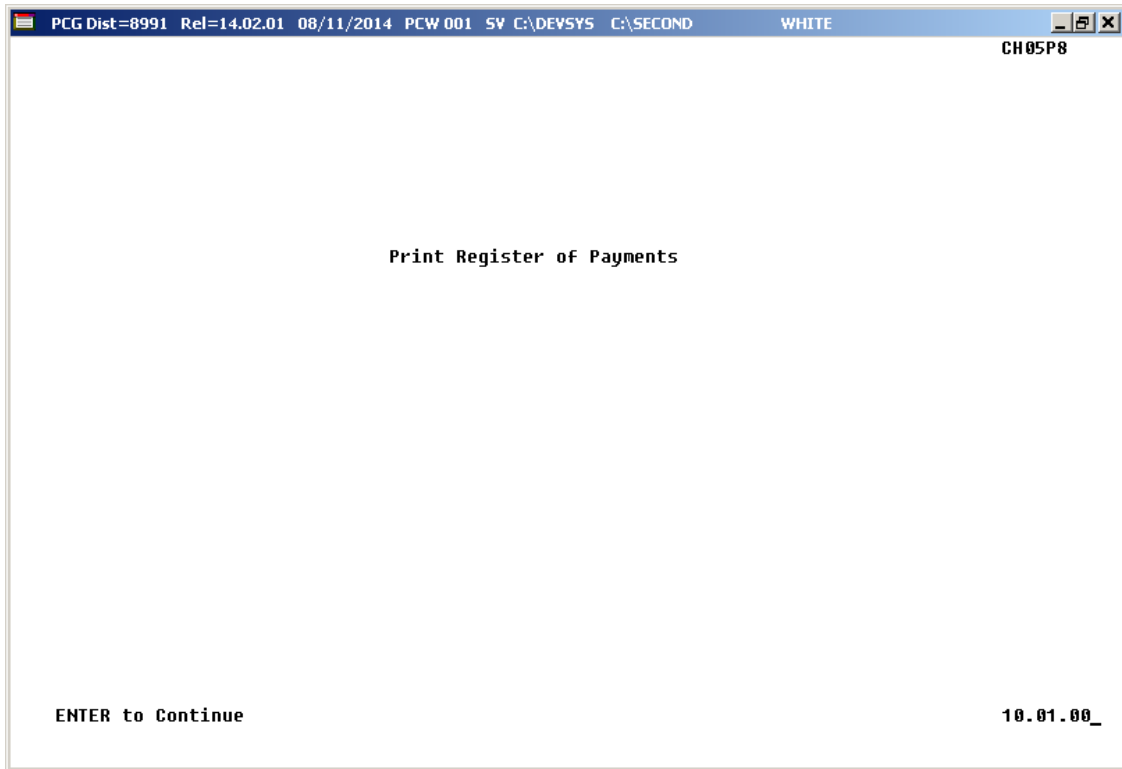 PCG Dist=8991 Rel=14.02.01 08/11/2014 PCW 001 SV C:\DEVSYS C:\SECOND WHITE
CH05P8
Print Register of Payments
ENTER to Continue 10.01.00_